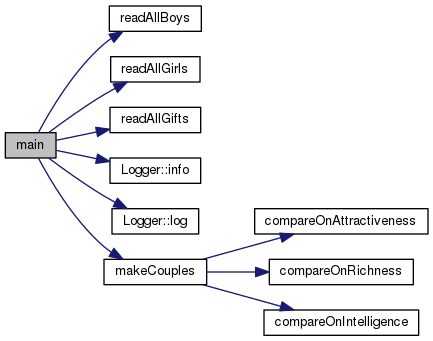 readAllBoys
readAllGirls
readAllGifts
main
Logger::info
Logger::log
compareOnAttractiveness
makeCouples
compareOnRichness
compareOnIntelligence